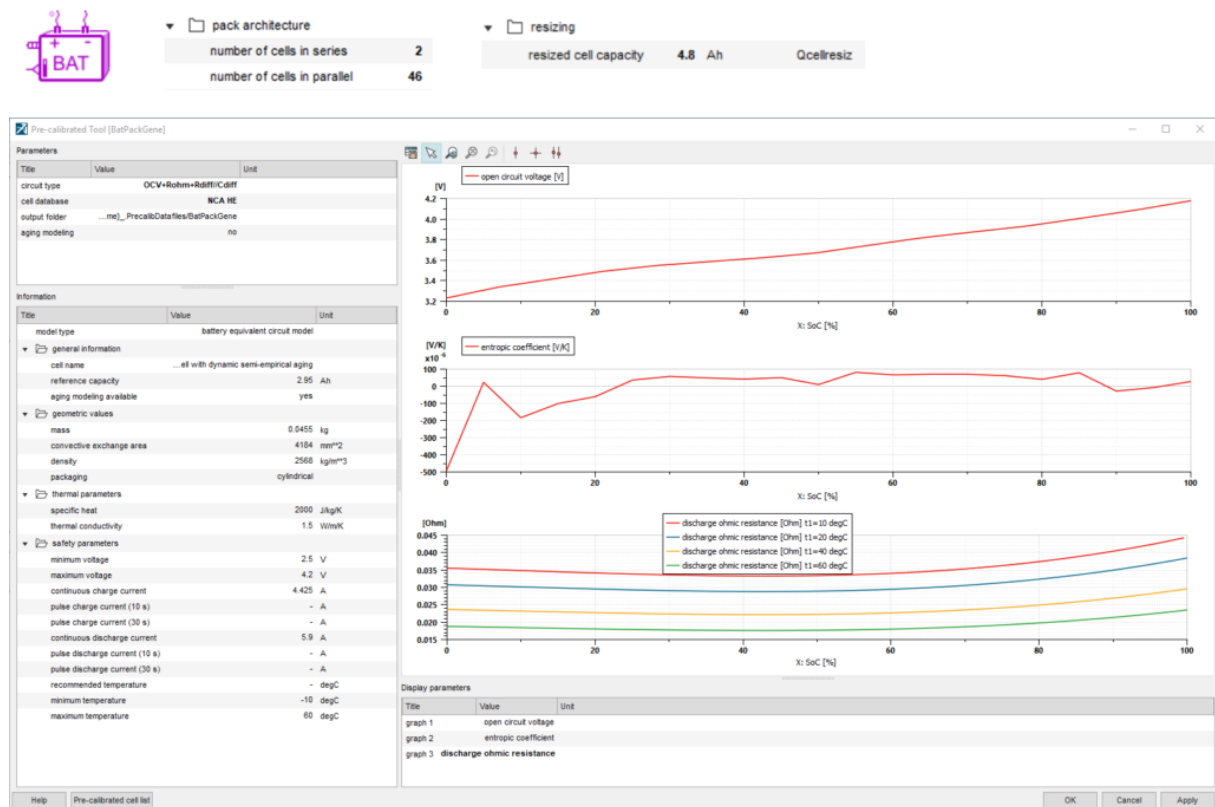 BAT
pack architecture
number of cells in series 2
number of cells in parallel 46
resizing
resized cell capacity 4.8 Ah Qcellresiz
Pre-calibrated Tool [BatPackGene]
Parameters
Title Value Unit
circuit type OCV+Rohm+Rdiff//Cdiff
cell database NCA HE
output folder ...me)_.PrecalibDatafiles/BatPackGene
aging modeling no
Information
Title Value Unit
model type battery equivalent circuit model
general information
cell name ...ell with dynamic semi-empirical aging
reference capacity 2.95 Ah
aging modeling available yes
geometric values
mass 0.0455 kg
convective exchange area 4184 mm**2
density 2568 kg/m**3
packaging cylindrical
thermal parameters
specific heat 2000 J/kg/K
thermal conductivity 1.5 W/m/K
safety parameters
minimum voltage 2.5 V
maximum voltage 4.2 V
continuous charge current 4.425 A
pulse charge current (10 s) - A
pulse charge current (30 s) - A
continuous discharge current 5.9 A
pulse discharge current (10 s) - A
pulse discharge current (30 s) - A
recommended temperature - degC
minimum temperature -10 degC
maximum temperature 60 degC
open circuit voltage [V]
[V]
4.2
4.0
3.8
3.6
3.4
3.2
0 20 40 60 80 100
X: SoC [%]
entropic coefficient [V/K]
[V/K]
x10 -6
100
0
-100
-200
-300
-400
-500
0 20 40 60 80 100
X: SoC [%]
[Ohm]
discharge ohmic resistance [Ohm] t1=10 degC
discharge ohmic resistance [Ohm] t1=20 degC
discharge ohmic resistance [Ohm] t1=40 degC
discharge ohmic resistance [Ohm] t1=60 degC
0.045
0.040
0.035
0.030
0.025
0.020
0.015
0 20 40 60 80 100
X: SoC [%]
Display parameters
Title Value Unit
graph 1 open circuit voltage
graph 2 entropic coefficient
graph 3 discharge ohmic resistance
Help Pre-calibrated cell list OK Cancel Apply